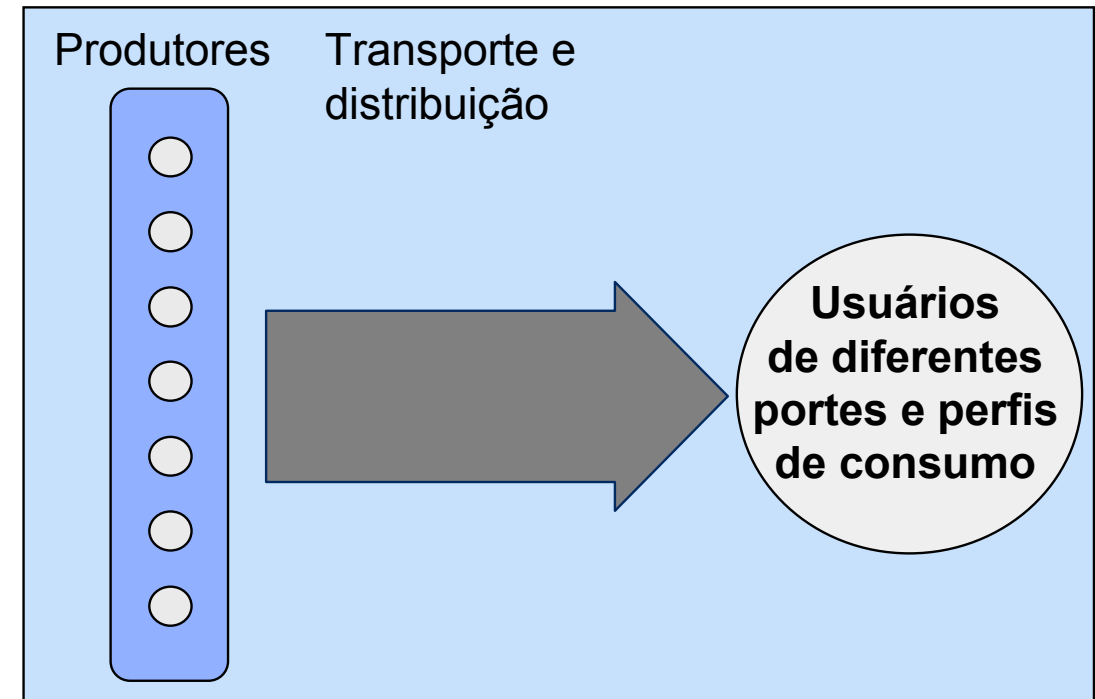 Produtores
Transporte e
distribuição
Usuários
de diferentes
portes e perfis
de consumo